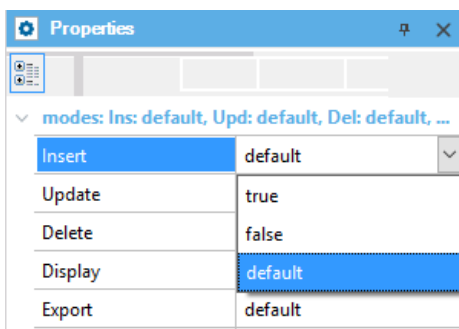 Properties
modes: Ins: default, Upd: default, Del: default, ...
Insert default
Update true
Delete false
Display default
Export default